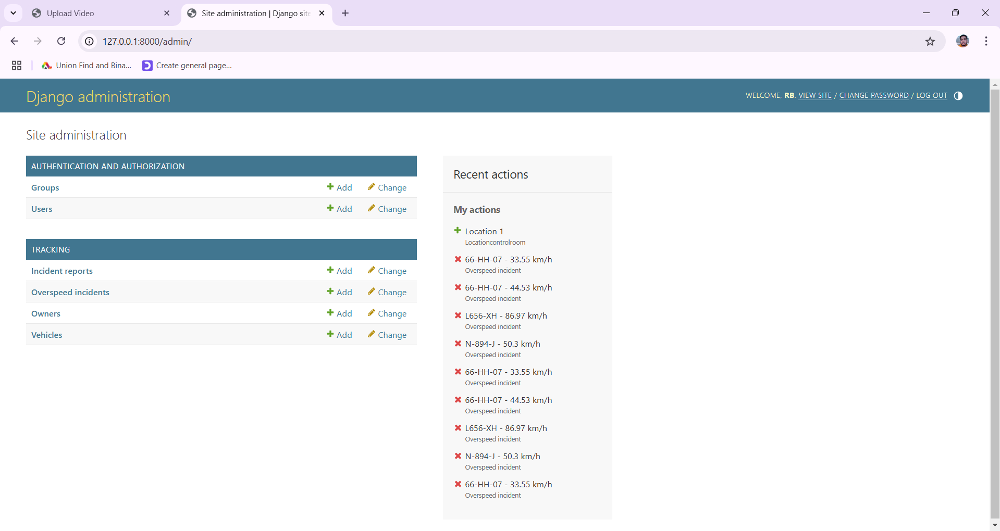 Upload Video
Site administration | Django site
127.0.0.1:8000/admin/
Union Find and Bina...
Create general page...
Django administration
WELCOME, RB. VIEW SITE / CHANGE PASSWORD / LOG OUT
Site administration
AUTHENTICATION AND AUTHORIZATION
Groups Add Change
Users Add Change
TRACKING
Incident reports Add Change
Overspeed incidents Add Change
Owners Add Change
Vehicles Add Change
Recent actions
My actions
Location 1
Locationcontrolroom
66-HH-07 - 33.55 km/h
Overspeed incident
66-HH-07 - 44.53 km/h
Overspeed incident
L656-XH - 86.97 km/h
Overspeed incident
N-894-J - 50.3 km/h
Overspeed incident
66-HH-07 - 33.55 km/h
Overspeed incident
66-HH-07 - 44.53 km/h
Overspeed incident
L656-XH - 86.97 km/h
Overspeed incident
N-894-J - 50.3 km/h
Overspeed incident
66-HH-07 - 33.55 km/h
Overspeed incident